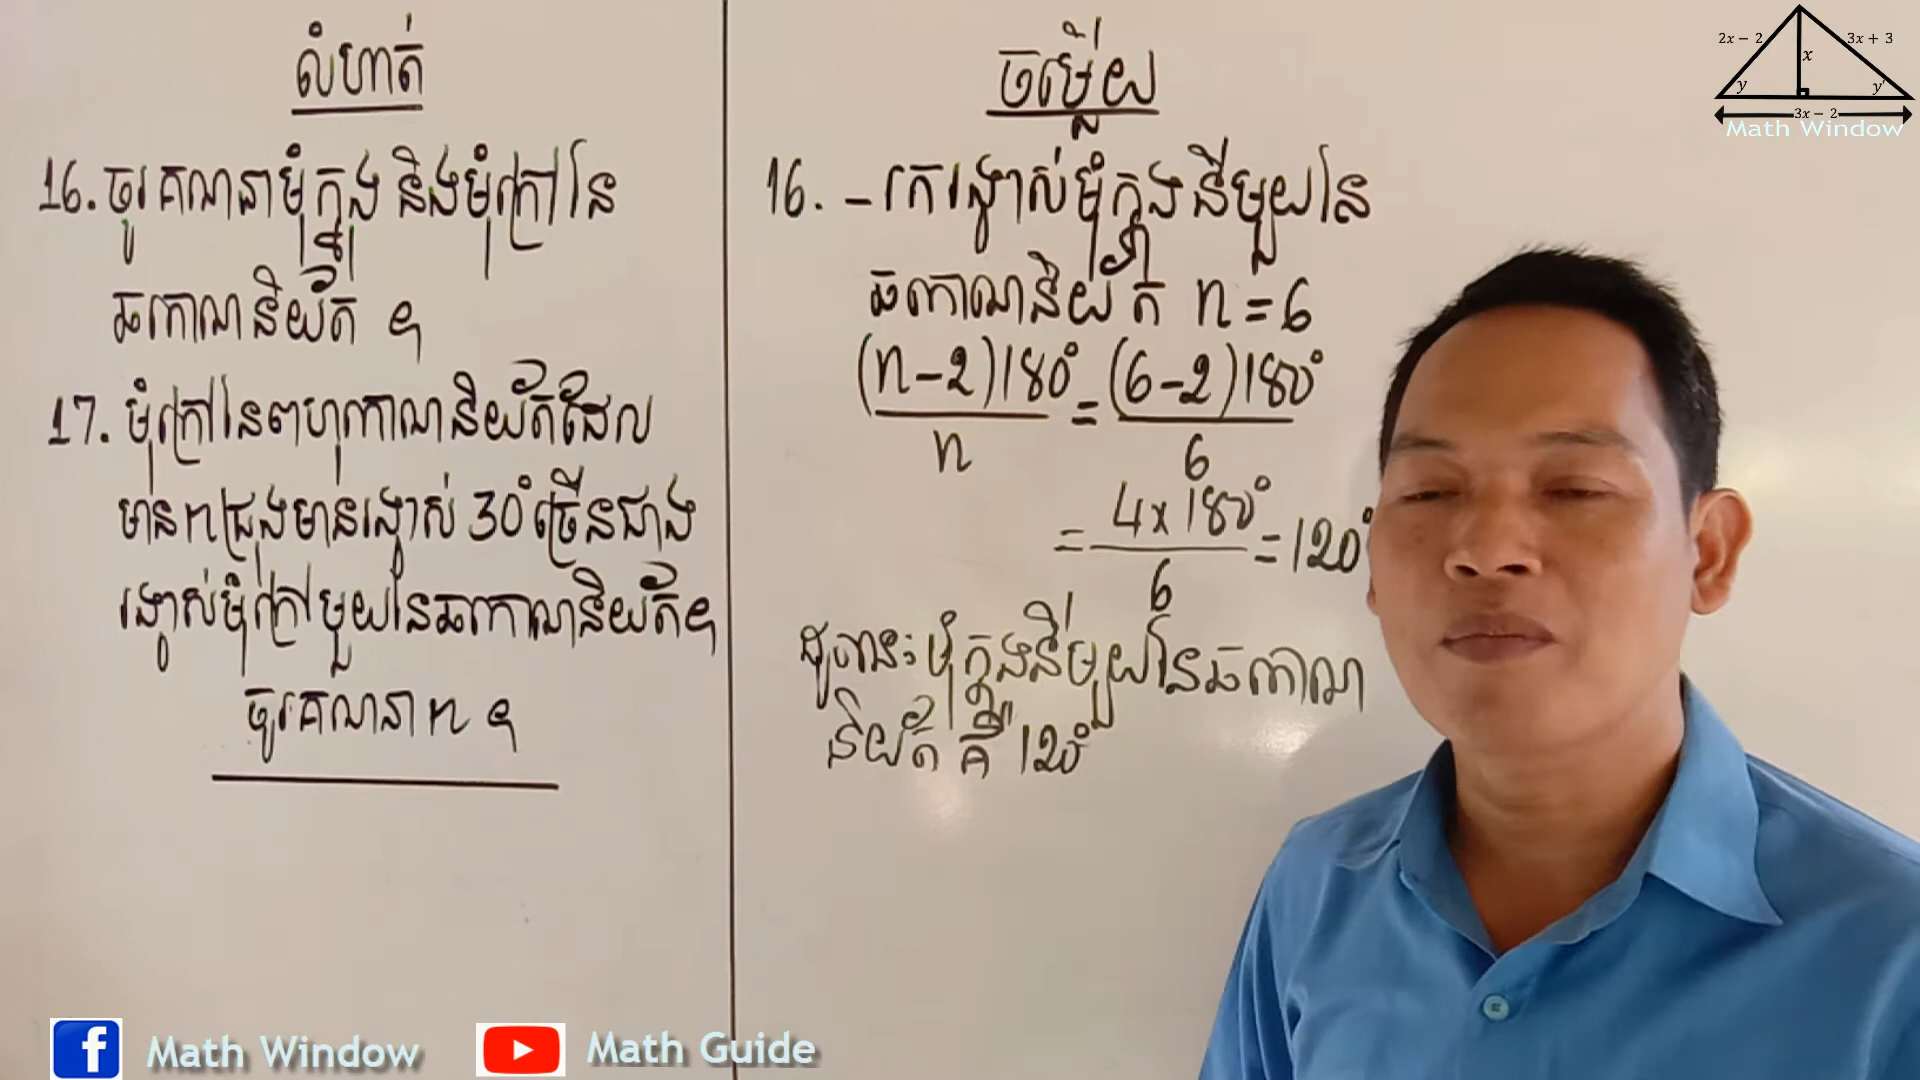 លំហាត់
16. ចូរគណនាមុំក្នុង និងមុំក្រៅនៃ
ឆកោណនិយ័ត ។
17. មុំក្រៅនៃពហុកោណនិយ័តដែល
មាន n ជ្រុងមានរង្វាស់ 30° ច្រើនជាង
រង្វាស់មុំក្រៅមួយនៃឆកោណនិយ័ត។
ចូរគណនា n ។
ចម្លើយ
16. - រករង្វាស់មុំក្នុងនីមួយនៃ
ឆកោណនិយ័ត n = 6
(n-2)180° / n = (6-2)180° / 6
= 4x180° / 6 = 120°
ដូចនេះ មុំក្នុងនីមួយនៃឆកោណ
និយ័ត គឺ 120°
2x - 2
3x + 3
x
y
y'
3x - 2
Math Window
Math Window
Math Guide